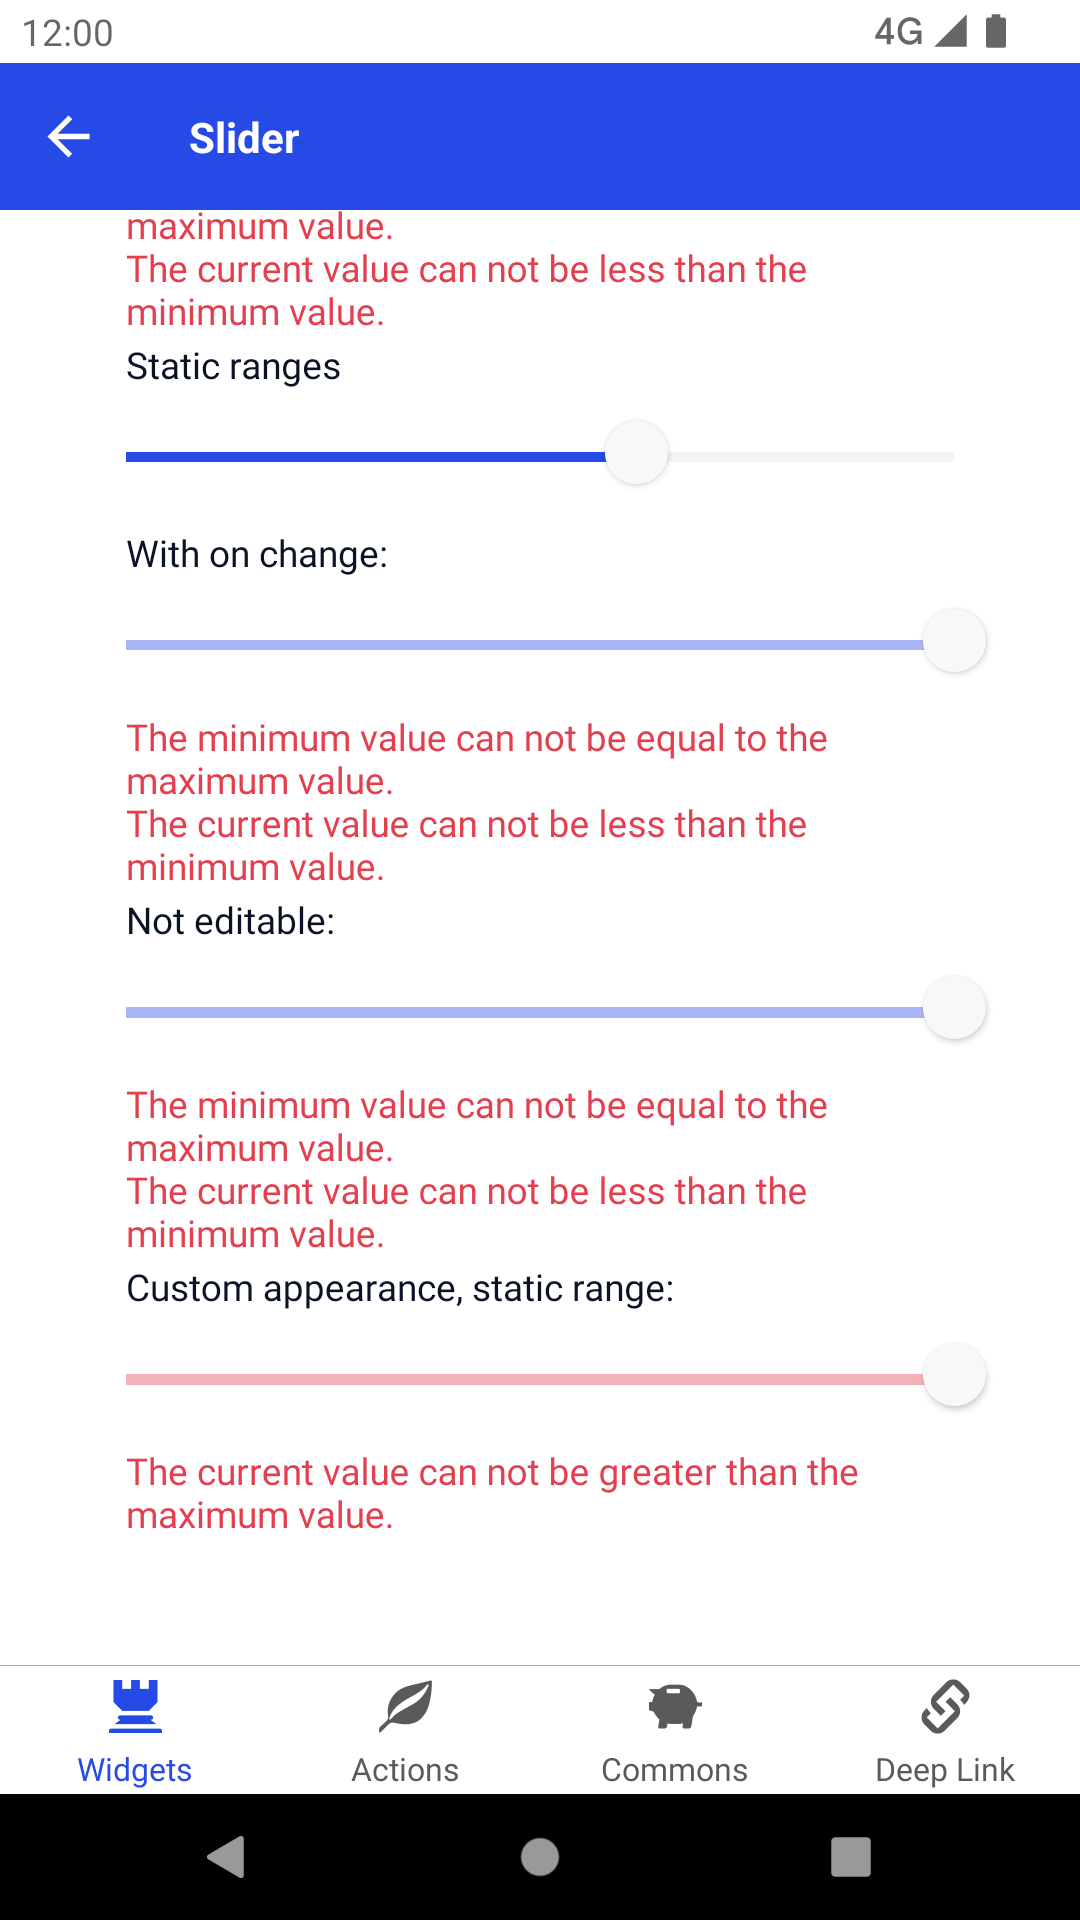 12:00
4G
Slider
maximum value.
The current value can not be less than the
minimum value.
Static ranges
With on change:
The minimum value can not be equal to the
maximum value.
The current value can not be less than the
minimum value.
Not editable:
The minimum value can not be equal to the
maximum value.
The current value can not be less than the
minimum value.
Custom appearance, static range:
The current value can not be greater than the
maximum value.
Widgets
Actions
Commons
Deep Link